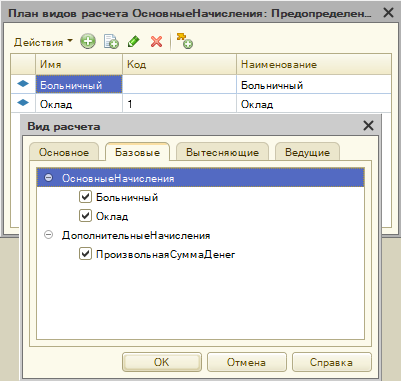 План видов расчета ОсновныеНачисления: Предопределен...
Действия
Имя Код Наименование
Больничный Больничный
Оклад 1 Оклад
Вид расчета
Основное Базовые Вытесняющие Ведущие
ОсновныеНачисления
Больничный
Оклад
ДополнительныеНачисления
ПроизвольнаяСуммаДенег
ОК Отмена Справка